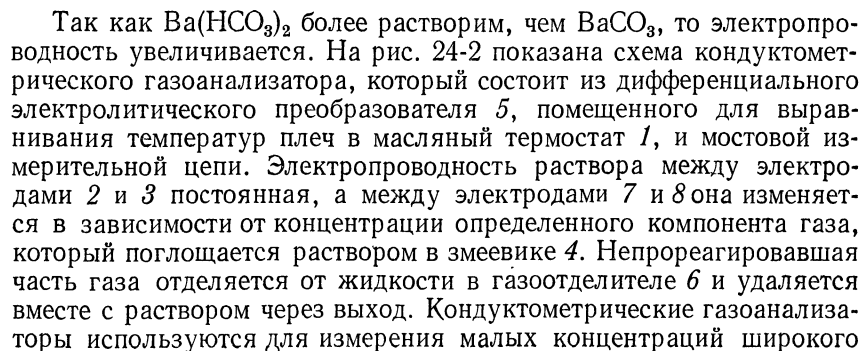 Так как Ba(HCO₃)₂ более растворим, чем BaCO₃, то электропро-
водность увеличивается. На рис. 24-2 показана схема кондуктомет-
рического газоанализатора, который состоит из дифференциального
электролитического преобразователя 5, помещенного для вырав-
нивания температур плеч в масляный термостат 1, и мостовой из-
мерительной цепи. Электропроводность раствора между электро-
дами 2 и 3 постоянная, а между электродами 7 и 8 она изменяет-
ся в зависимости от концентрации определенного компонента газа,
который поглощается раствором в змеевике 4. Непрореагировавшая
часть газа отделяется от жидкости в газоотделителе 6 и удаляется
вместе с раствором через выход. Кондуктометрические газоанализа-
торы используются для измерения малых концентраций широкого